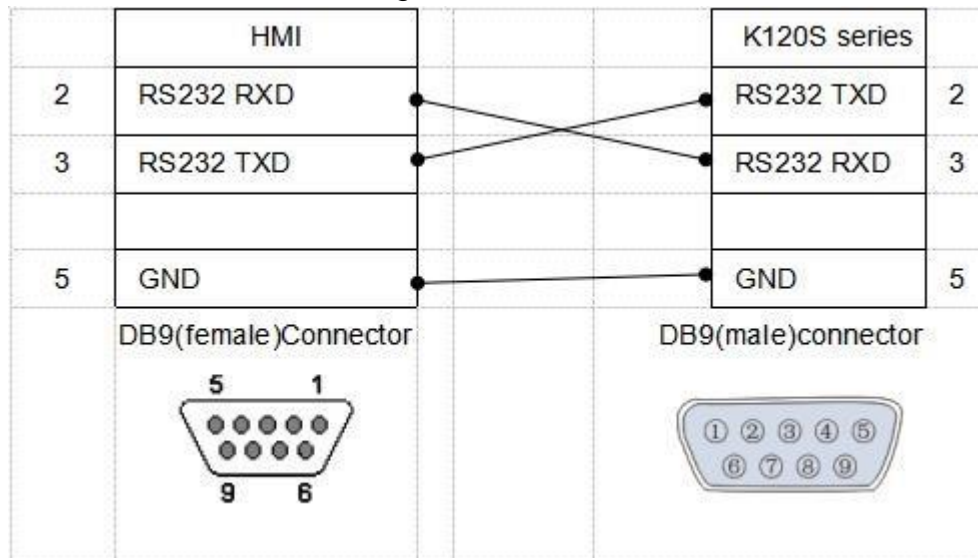 HMI K120S series
2 RS232 RXD RS232 TXD 2
3 RS232 TXD RS232 RXD 3
5 GND GND 5
DB9(female)Connector DB9(male)connector
5 1
① ② ③ ④ ⑤
⑥ ⑦ ⑧ ⑨
9 6